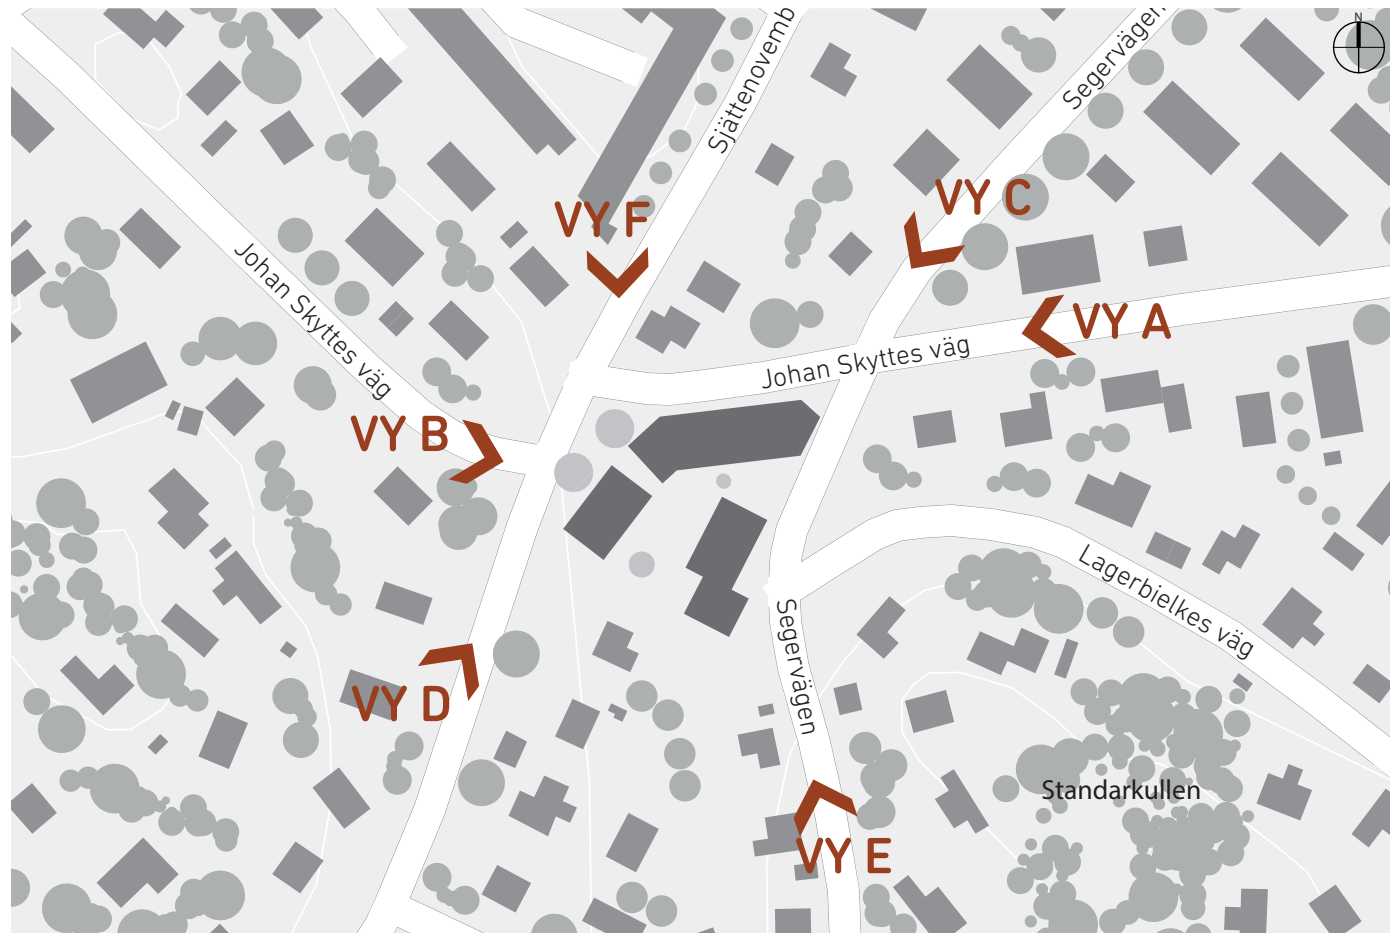 N
Sjättenovemb
Segervägen
VY C
VY F
Johan Skyttes väg
VY A
Johan Skyttes väg
VY B
Lagerbielkes väg
Segervägen
VY D
Standarkullen
VY E